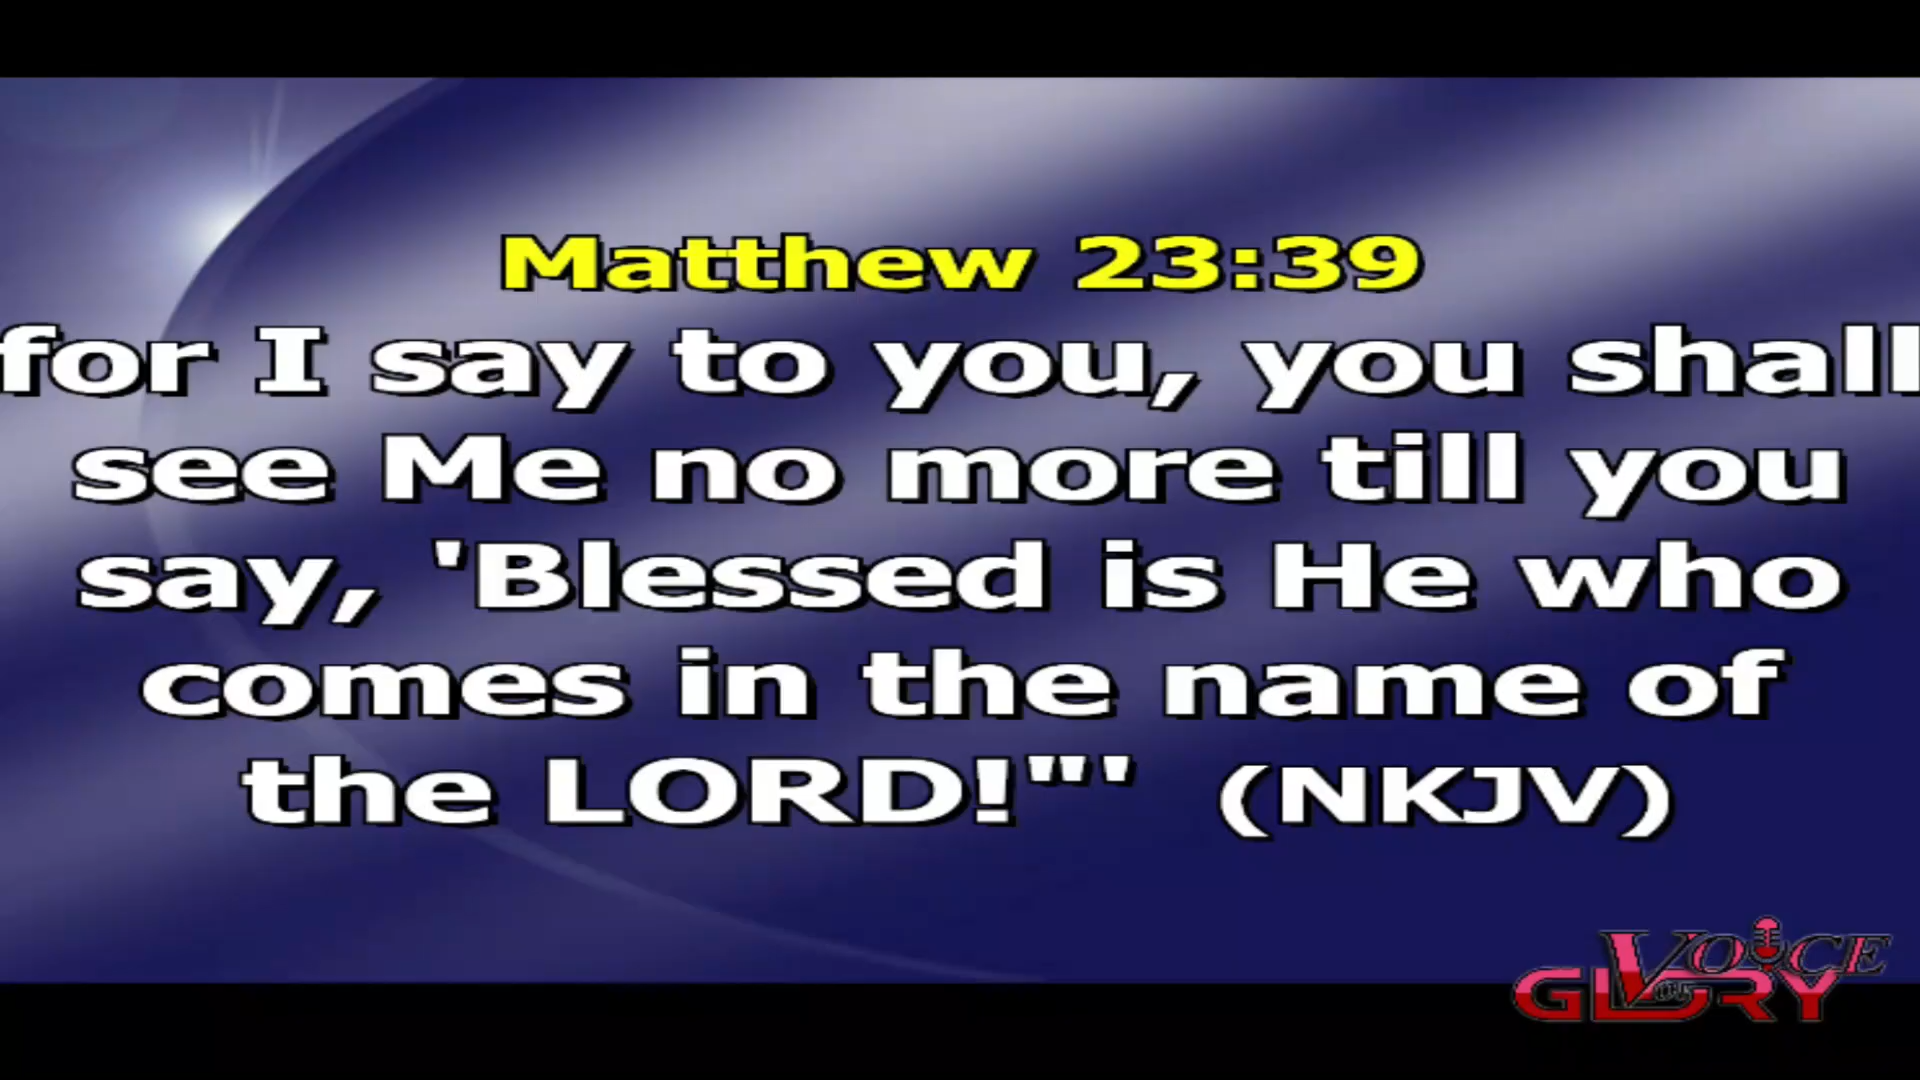 Matthew 23:39
for I say to you, you shall
see Me no more till you
say, 'Blessed is He who
comes in the name of
the LORD!"' (NKJV)
VOICE
OF
GLORY